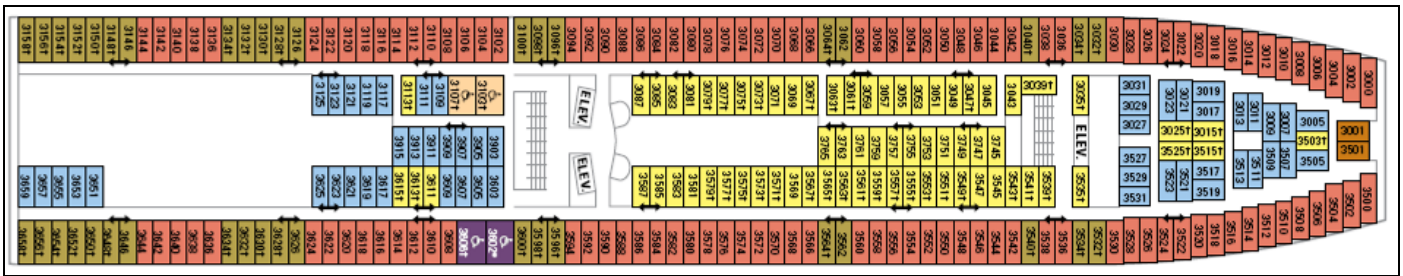 3158† 3156† 3154† 3152† 3150† 3148† 3146 3144 3142 3140 3138 3136 3134† 3132† 3130† 3128† 3126 3124 3122 3120 3118 3116 3114 3112 3110 3108 3106 3104 3102 3100† 3098† 3096† 3094 3092 3090 3088 3086 3084 3082 3080 3078 3076 3074 3072 3070 3068 3066 3064† 3062 3060 3058 3056 3054 3052 3050 3048 3046 3044 3042 3040† 3038 3036 3034† 3032† 3030 3028 3026 3024 3022 3020 3018 3016 3014 3012 3010 3008 3006 3004 3002 3000
3125 3123 3121 3119 3117 3113† 3111 3109 3107† 3103† ELEV. 3087 3085 3083 3081 3079† 3077† 3075† 3073† 3071 3069 3067† 3063† 3061† 3059 3057 3055 3053 3051 3049 3047† 3045 3043 3039† 3035† 3031 3023 3021 3019
3029 3017 3013 3011 3009 3007 3005
3027 3025† 3015† 3503† 3001
3915 3913 3911 3909 3907 3905 3903 3765 3763 3761 3759 3757 3755 3753 3751 3749 3747 3745 ELEV. 3525† 3515† 3501
3527 3513 3511 3509 3507 3505
3659 3657 3655 3653 3651 3625 3623 3621 3619 3617 3615† 3613† 3611 3609 3607 3605 3603 ELEV. 3587 3585 3583 3581 3579† 3577† 3575† 3573† 3571 3569 3567† 3565† 3563† 3561 3559† 3557 3555† 3553† 3551† 3549† 3547 3545 3543† 3541† 3539† 3535† 3529 3523 3521 3517
3531 3519
3658† 3656† 3654† 3652† 3650† 3648† 3646 3644 3642 3640 3638 3636 3634† 3632† 3630† 3628† 3626 3624 3622 3620 3618 3616 3614 3612 3610 3608 3606† 3602* 3600† 3598† 3596† 3594 3592 3590 3588 3586 3584 3582 3580 3578 3576 3574 3572 3570 3568 3566 3564† 3562 3560 3558 3556 3554 3552 3550 3548 3546 3544 3542 3540† 3538 3536 3534† 3532† 3530 3528 3526 3524 3522 3520 3518 3516 3514 3512 3510 3508 3506 3504 3502 3500